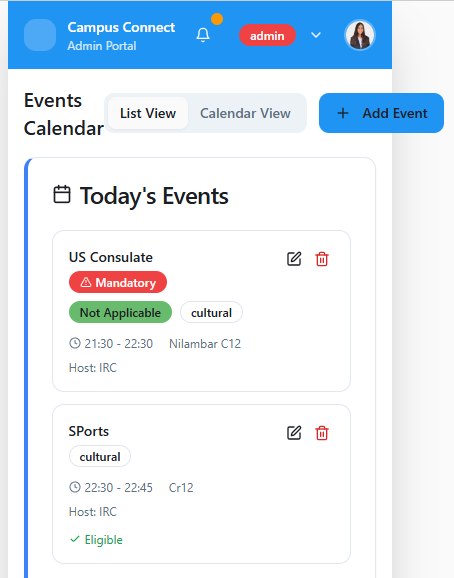 Campus Connect
Admin Portal
admin
Events
Calendar
List View
Calendar View
+ Add Event
Today's Events
US Consulate
Mandatory
Not Applicable
cultural
21:30 - 22:30 Nilambar C12
Host: IRC
SPorts
cultural
22:30 - 22:45 Cr12
Host: IRC
Eligible